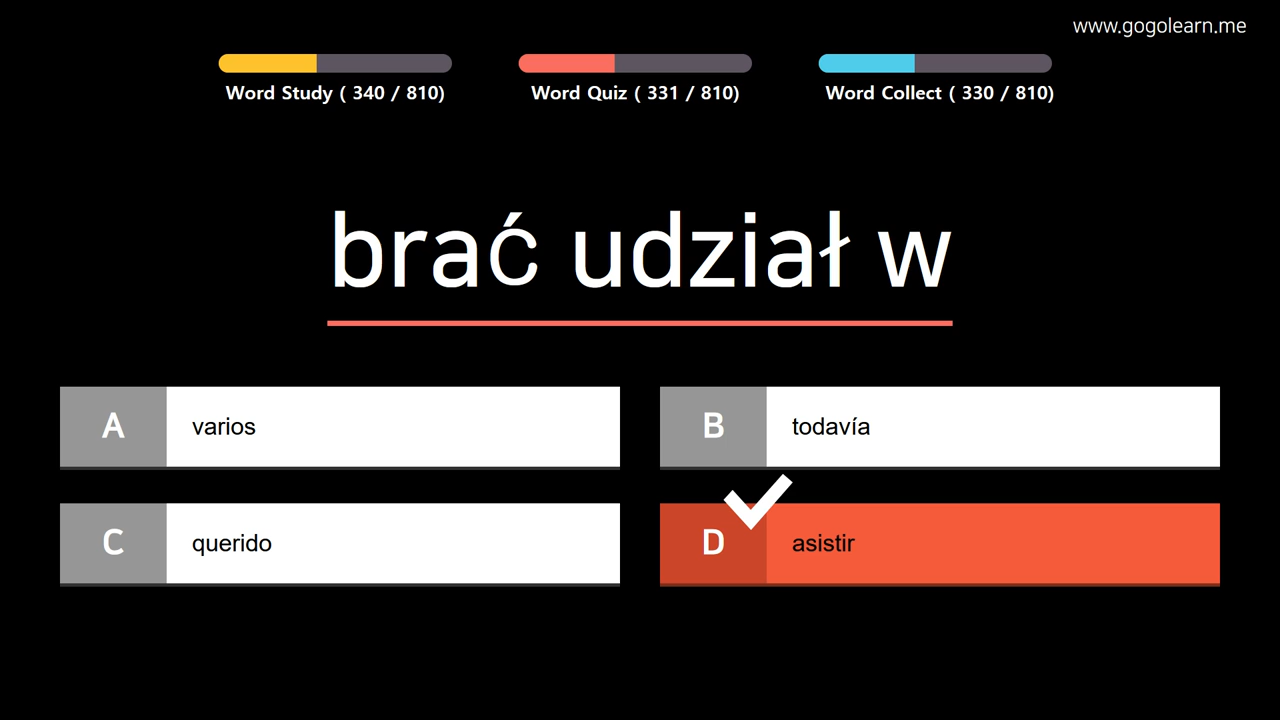 www.gogolearn.me
Word Study ( 340 / 810)
Word Quiz ( 331 / 810)
Word Collect ( 330 / 810)
brać udział w
A varios
B todavía
C querido
D asistir